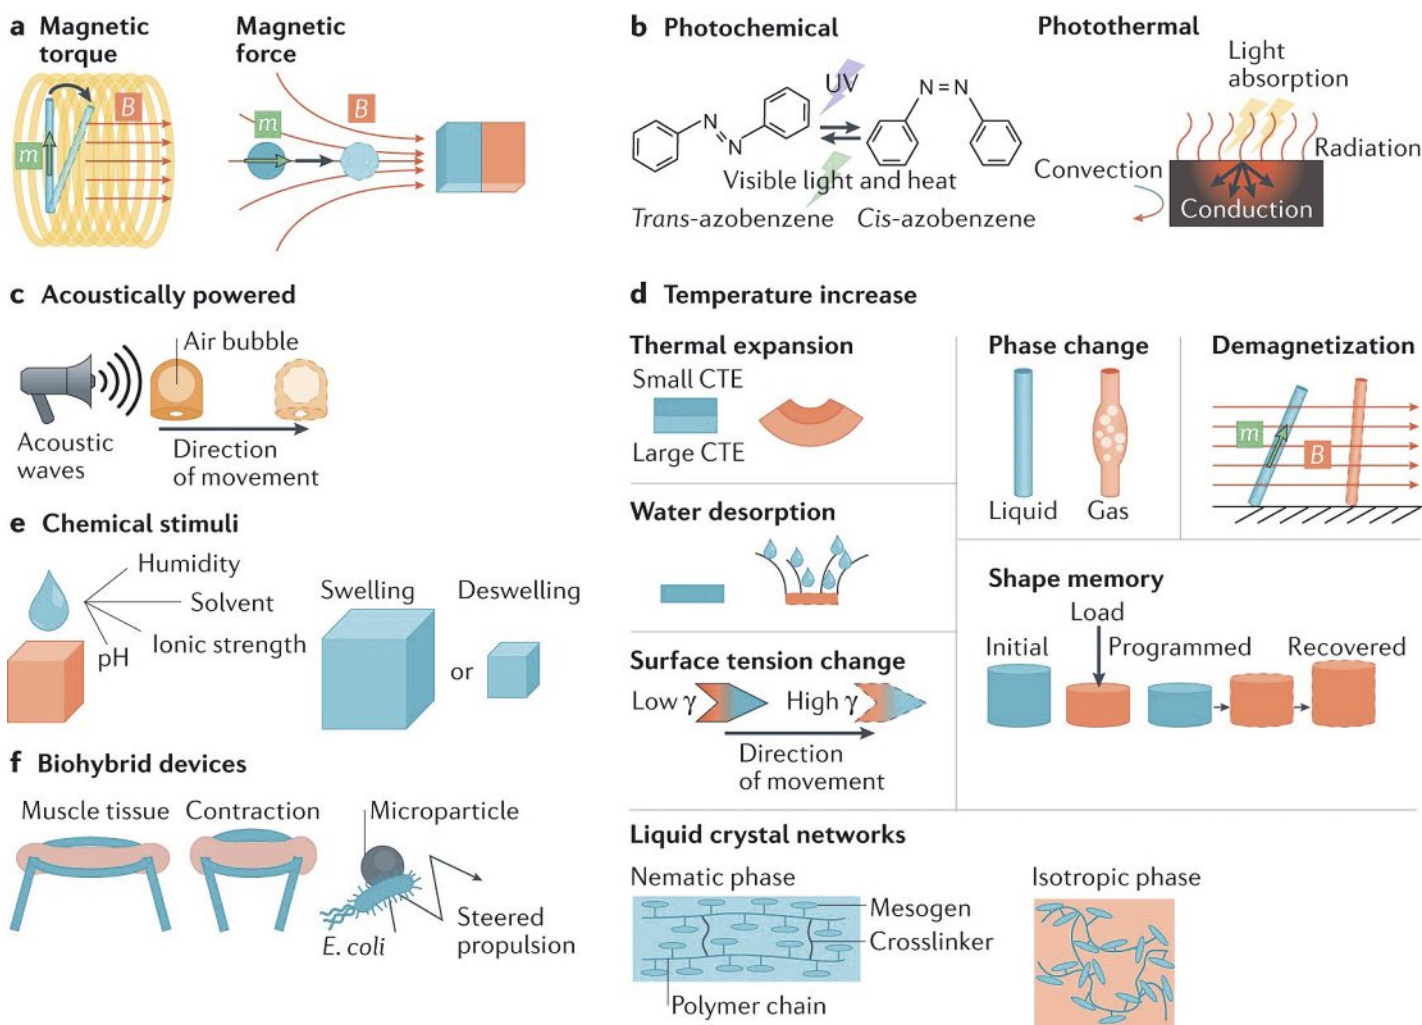 a Magnetic
torque
Magnetic
force
B
m
B
m
b Photochemical
UV
N
N
N
N
Visible light and heat
Trans-azobenzene
Cis-azobenzene
Photothermal
Light
absorption
Radiation
Convection
Conduction
c Acoustically powered
Air bubble
Acoustic
waves
Direction
of movement
d Temperature increase
Thermal expansion
Small CTE
Large CTE
Phase change
Liquid
Gas
Demagnetization
m
B
Water desorption
Surface tension change
Low γ
High γ
Direction
of movement
Shape memory
Load
Initial
Programmed
Recovered
Liquid crystal networks
Nematic phase
Mesogen
Crosslinker
Polymer chain
Isotropic phase
e Chemical stimuli
Humidity
Solvent
Ionic strength
pH
Swelling
or
Deswelling
f Biohybrid devices
Muscle tissue
Contraction
Microparticle
E. coli
Steered
propulsion